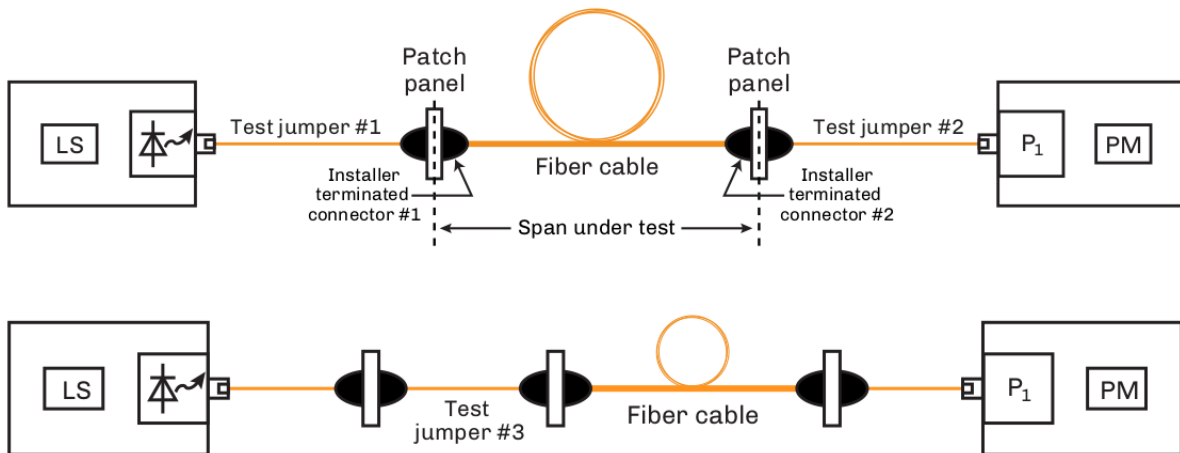 Patch
panel
Patch
panel
LS
Test jumper #1
Fiber cable
Test jumper #2
P₁
PM
Installer
terminated
connector #1
Installer
terminated
connector #2
Span under test
LS
Test
jumper #3
Fiber cable
P₁
PM